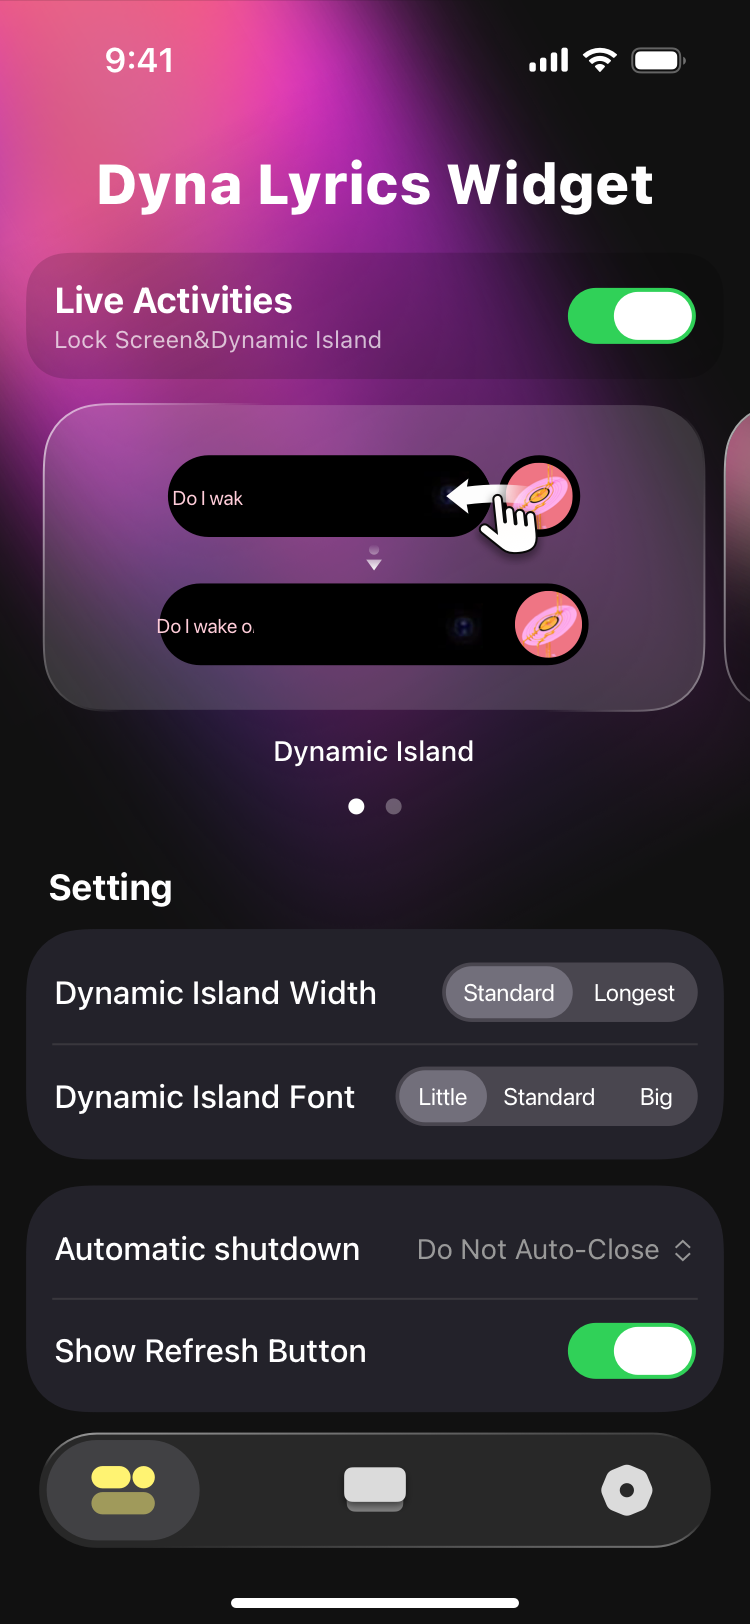 9:41
Dyna Lyrics Widget
Live Activities
Lock Screen&Dynamic Island
Do I wak
Do I wake o
Dynamic Island
Setting
Dynamic Island Width
Standard
Longest
Dynamic Island Font
Little
Standard
Big
Automatic shutdown
Do Not Auto-Close
Show Refresh Button